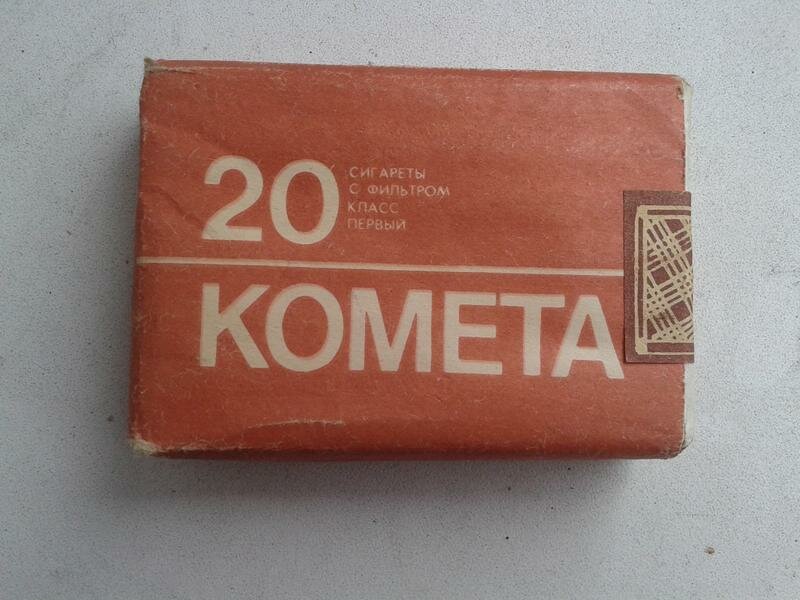 20
СИГАРЕТЫ
С ФИЛЬТРОМ
КЛАСС
ПЕРВЫЙ
КОМЕТА